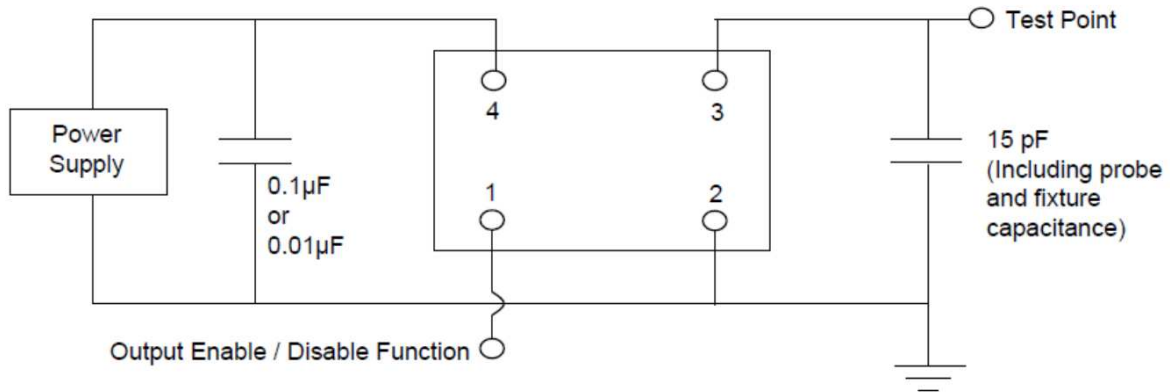 Test Point
4
3
Power
Supply
15 pF
(Including probe
and fixture
capacitance)
0.1µF
or
0.01µF
1
2
Output Enable / Disable Function